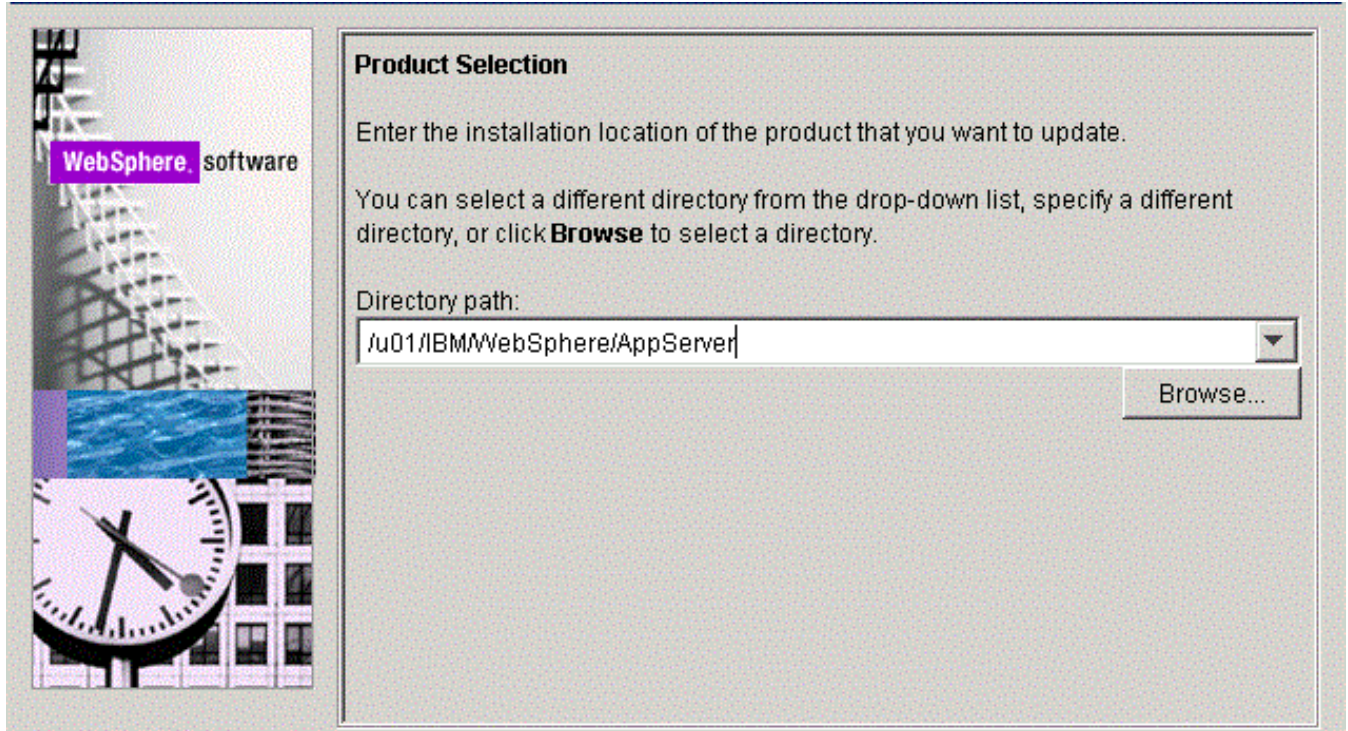 WebSphere. software
Product Selection
Enter the installation location of the product that you want to update.
You can select a different directory from the drop-down list, specify a different
directory, or click Browse to select a directory.
Directory path:
/u01/IBM/WebSphere/AppServer
Browse...